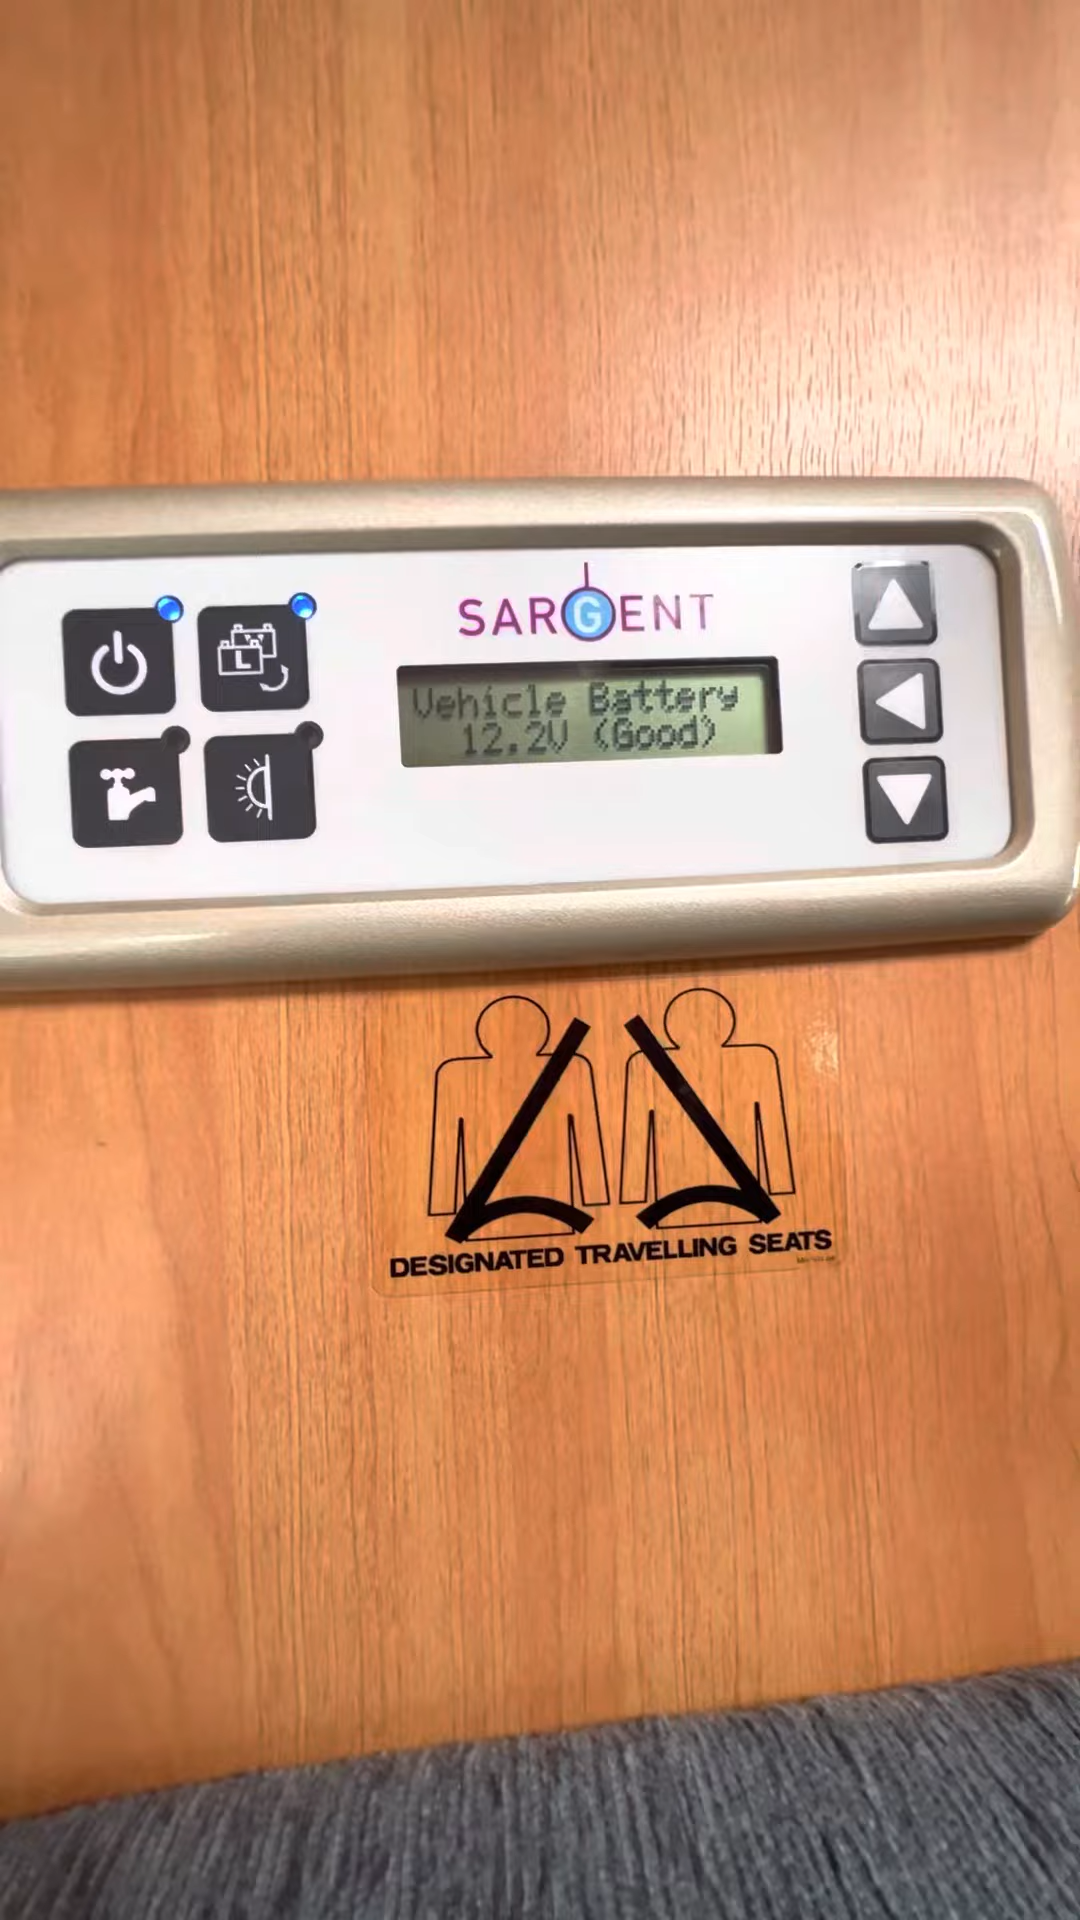 SARGENT
Vehicle Battery
12.2V (Good)
L
DESIGNATED TRAVELLING SEATS